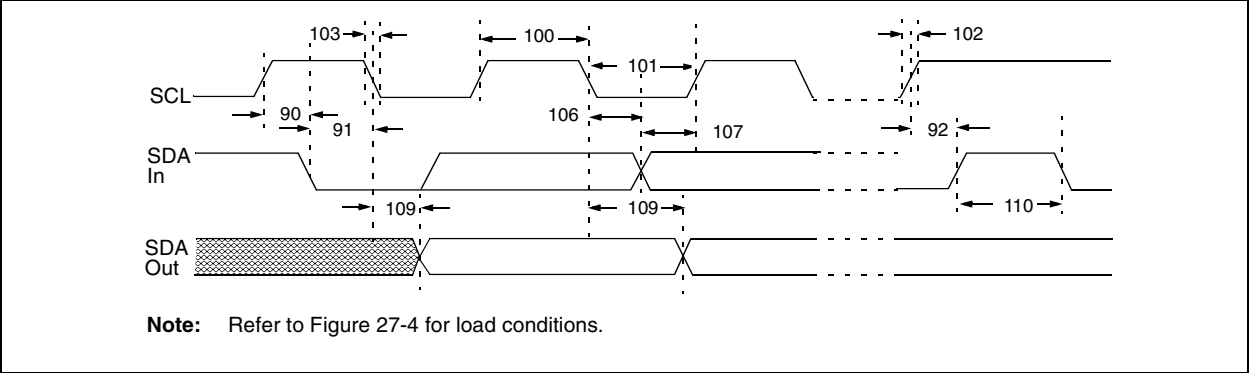 103 100 102
SCL 101
90 91 106 107 92
SDA
In
109 109 110
SDA
Out
Note: Refer to Figure 27-4 for load conditions.